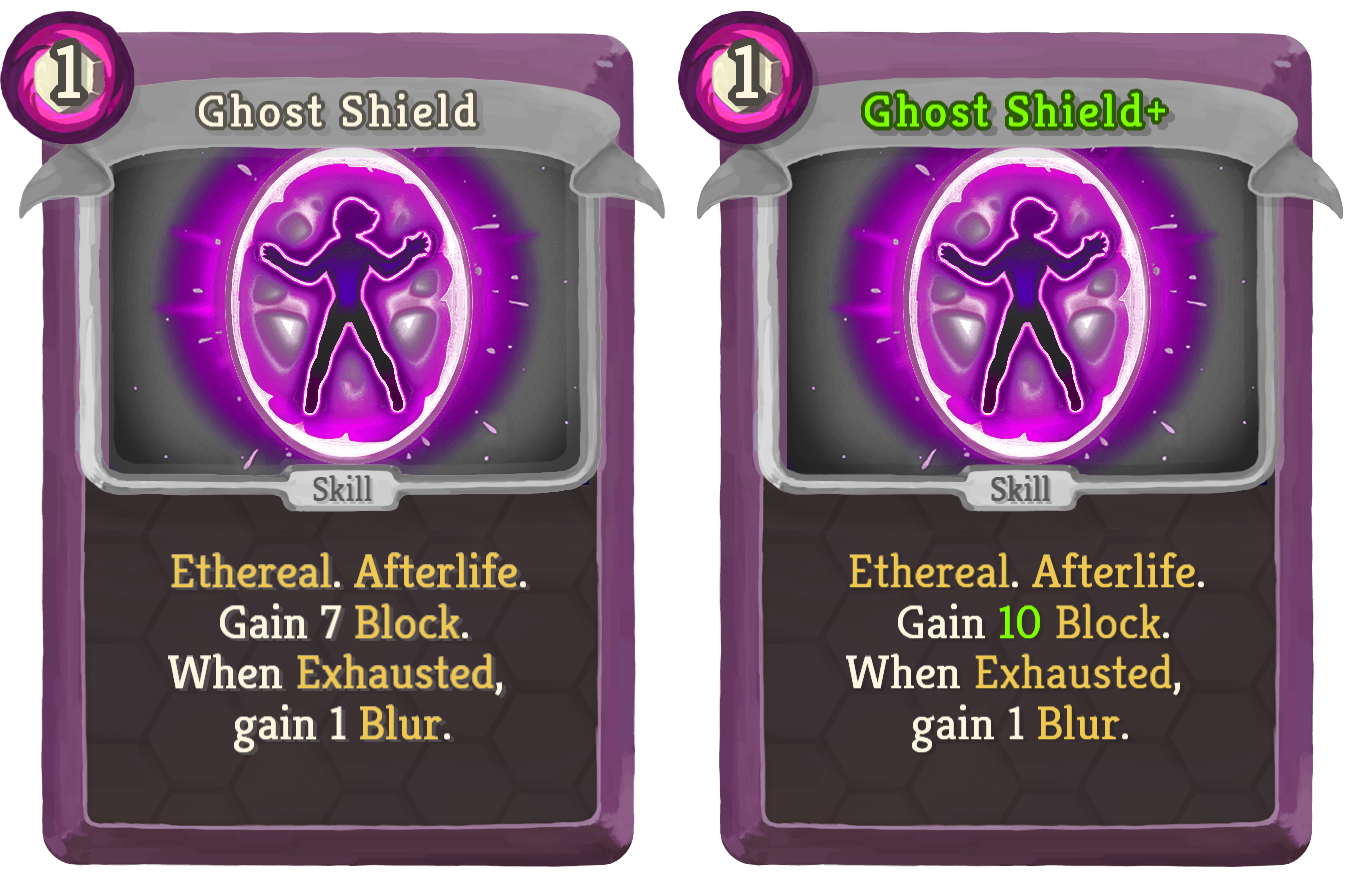 1
Ghost Shield
Skill
Ethereal. Afterlife.
Gain 7 Block.
When Exhausted,
gain 1 Blur.
1
Ghost Shield+
Skill
Ethereal. Afterlife.
Gain 10 Block.
When Exhausted,
gain 1 Blur.